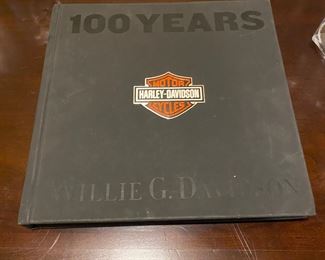 100 YEARS
MOTOR
HARLEY-DAVIDSON
CYCLES
WILLIE G. DAVIDSON